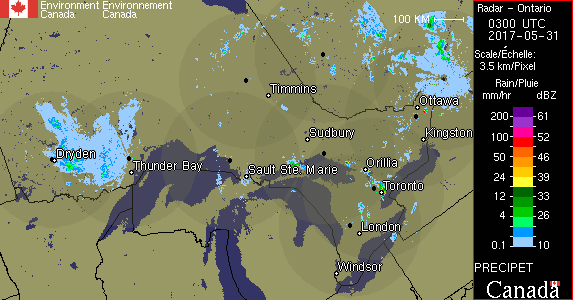 Environment Environnement
Canada Canada
100 KM
Timmins
Ottawa
Sudbury
Kingston
Dryden
Thunder Bay
Sault Ste. Marie
Orillia
Toronto
London
Windsor
Radar - Ontario
0300 UTC
2017-05-31
Scale/Échelle:
3.5 km/Pixel
Rain/Pluie
mm/hr dBZ
200 61
100 52
50 46
24 39
12 33
4 26
0.1 10
PRECIPET
Canada